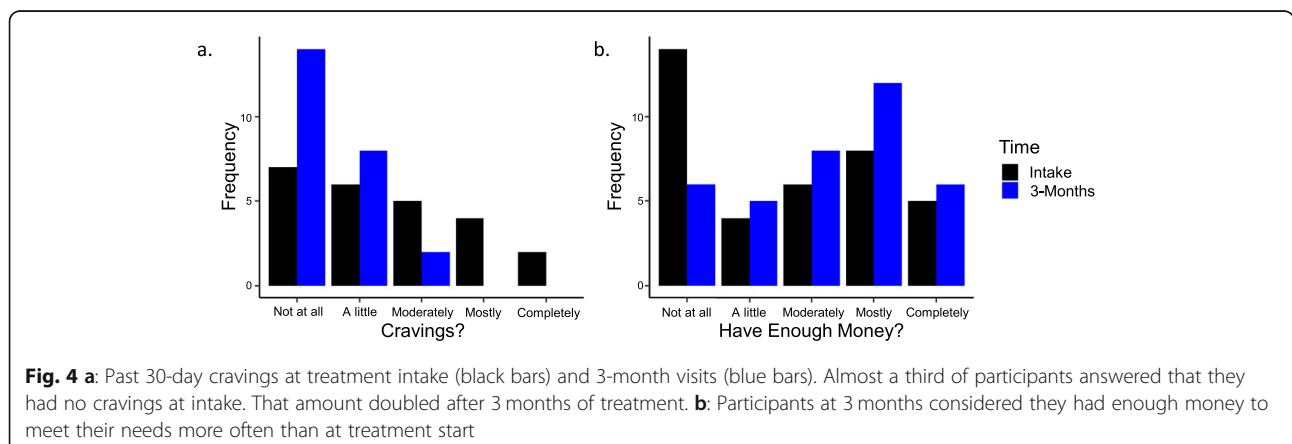 a.
Frequency
10
5
0
Not at all A little Moderately Mostly Completely
Cravings?
b.
Frequency
10
5
0
Not at all A little Moderately Mostly Completely
Have Enough Money?
Time
Intake
3-Months
Fig. 4 a: Past 30-day cravings at treatment intake (black bars) and 3-month visits (blue bars). Almost a third of participants answered that they
had no cravings at intake. That amount doubled after 3 months of treatment. b: Participants at 3 months considered they had enough money to
meet their needs more often than at treatment start